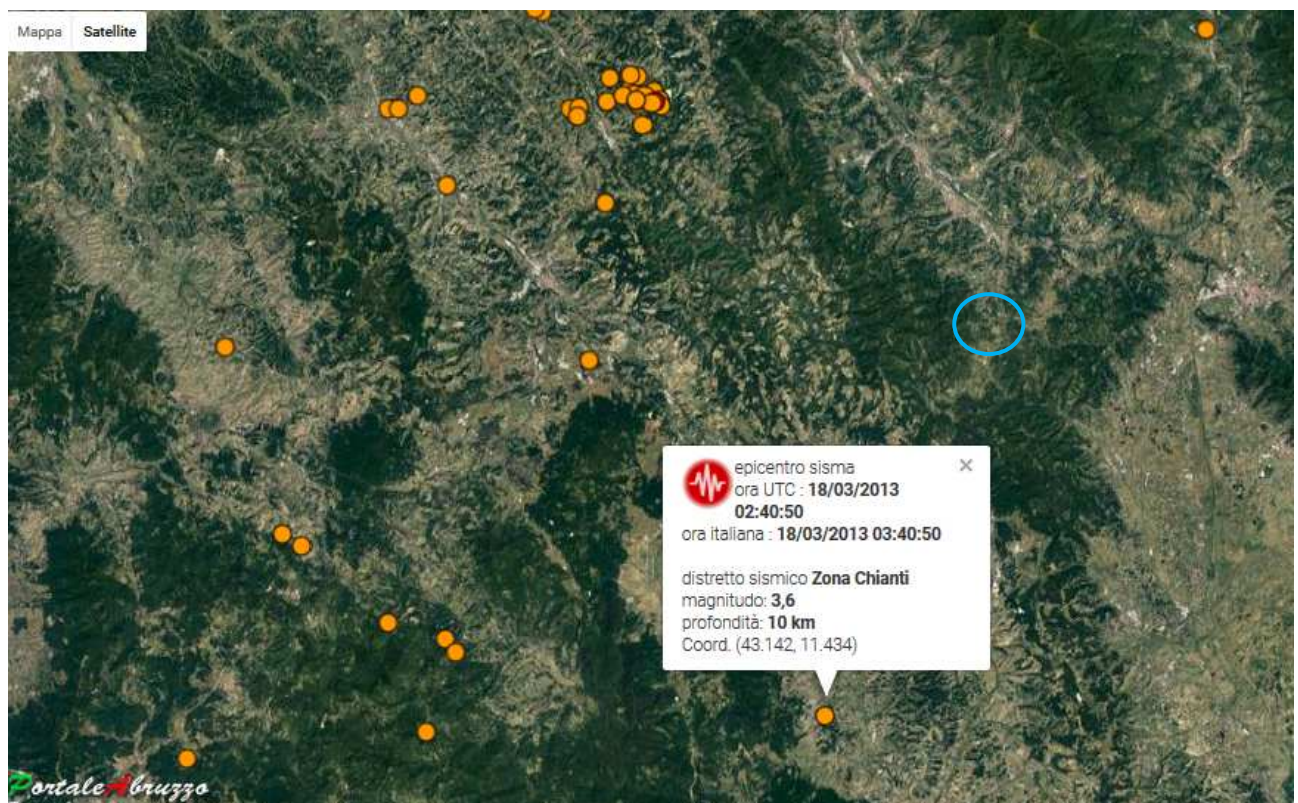 Mappa Satellite
epicentro sisma
ora UTC : 18/03/2013
02:40:50
ora italiana : 18/03/2013 03:40:50
distretto sismico Zona Chianti
magnitudo: 3,6
profondità: 10 km
Coord. (43.142, 11.434)
PortaleAbruzzo